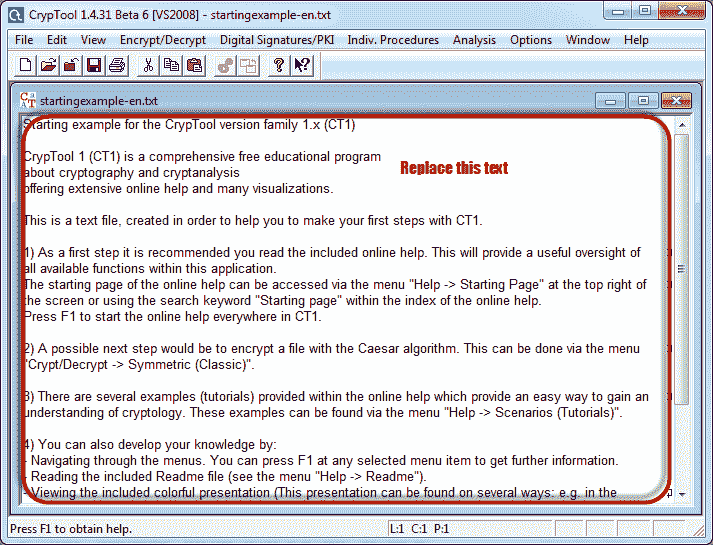 CrypTool 1.4.31 Beta 6 [VS2008] - startingexample-en.txt
File Edit View Encrypt/Decrypt Digital Signatures/PKI Indiv. Procedures Analysis Options Window Help
startingexample-en.txt
Starting example for the CrypTool version family 1.x (CT1)
CrypTool 1 (CT1) is a comprehensive free educational program
about cryptography and cryptanalysis
offering extensive online help and many visualizations.
Replace this text
This is a text file, created in order to help you to make your first steps with CT1.
1) As a first step it is recommended you read the included online help. This will provide a useful oversight of
all available functions within this application.
The starting page of the online help can be accessed via the menu "Help -> Starting Page" at the top right of
the screen or using the search keyword "Starting page" within the index of the online help.
Press F1 to start the online help everywhere in CT1.
2) A possible next step would be to encrypt a file with the Caesar algorithm. This can be done via the menu
"Crypt/Decrypt -> Symmetric (Classic)".
3) There are several examples (tutorials) provided within the online help which provide an easy way to gain an
understanding of cryptology. These examples can be found via the menu "Help -> Scenarios (Tutorials)".
4) You can also develop your knowledge by:
- Navigating through the menus. You can press F1 at any selected menu item to get further information.
- Reading the included Readme file (see the menu "Help -> Readme").
- Viewing the included colorful presentation (This presentation can be found on several ways: e.g. in the
Press F1 to obtain help.
L:1 C:1 P:1